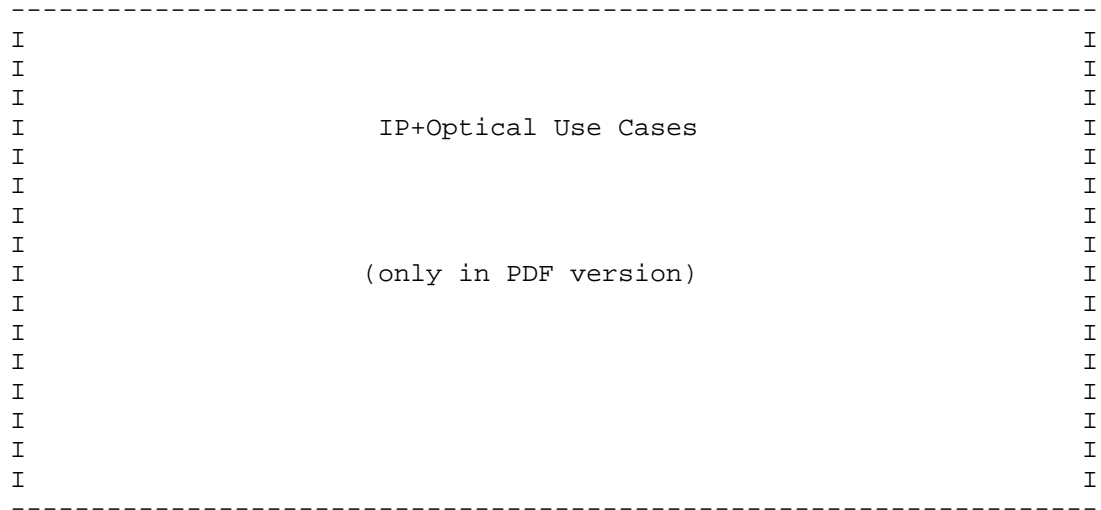 ---------------------------------------------------------------------
I                                                                   I
I                                                                   I
I                                                                   I
I                       IP+Optical Use Cases                        I
I                                                                   I
I                                                                   I
I                                                                   I
I                                                                   I
I                      (only in PDF version)                        I
I                                                                   I
I                                                                   I
I                                                                   I
I                                                                   I
I                                                                   I
I                                                                   I
I                                                                   I
---------------------------------------------------------------------